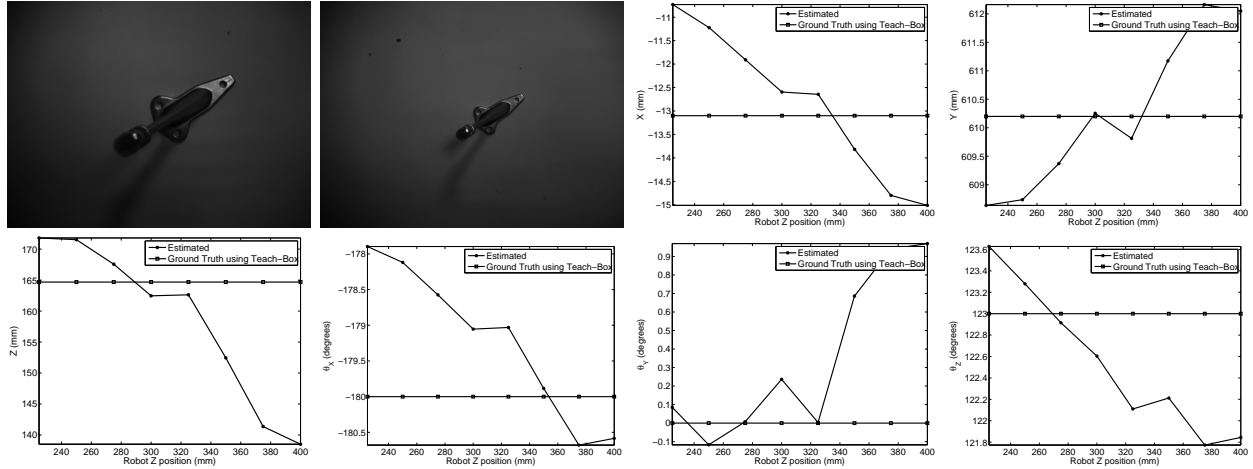 −11
−11.5
−12
−12.5
−13
−13.5
−14
−14.5
−15
X (mm)
240 260 280 300 320 340 360 380 400
Robot Z position (mm)
Estimated
Ground Truth using Teach−Box
612
611.5
611
610.5
610
609.5
609
Y (mm)
240 260 280 300 320 340 360 380 400
Robot Z position (mm)
Estimated
Ground Truth using Teach−Box
170
165
160
155
150
145
140
Z (mm)
240 260 280 300 320 340 360 380 400
Robot Z position (mm)
Estimated
Ground Truth using Teach−Box
−178
−178.5
−179
−179.5
−180
−180.5
θX (degrees)
240 260 280 300 320 340 360 380 400
Robot Z position (mm)
Estimated
Ground Truth using Teach−Box
0.9
0.8
0.7
0.6
0.5
0.4
0.3
0.2
0.1
0
−0.1
θY (degrees)
240 260 280 300 320 340 360 380 400
Robot Z position (mm)
Estimated
Ground Truth using Teach−Box
123.6
123.4
123.2
123
122.8
122.6
122.4
122.2
122
121.8
θZ (degrees)
240 260 280 300 320 340 360 380 400
Robot Z position (mm)
Estimated
Ground Truth using Teach−Box